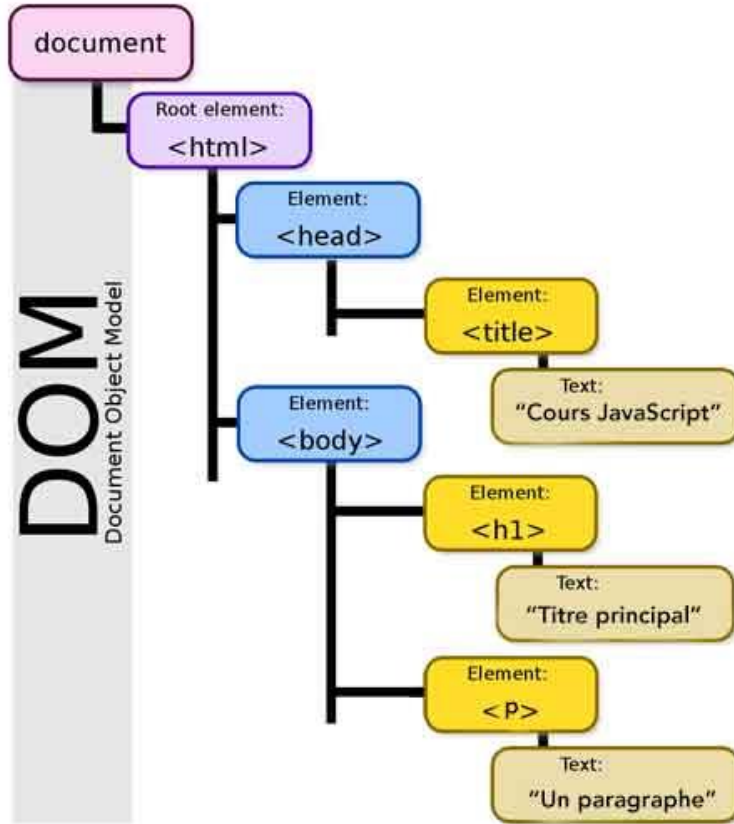 document
Root element:
<html>
Element:
<head>
Element:
<title>
Text:
“Cours JavaScript”
Element:
<body>
Element:
<h1>
Text:
“Titre principal”
Element:
<P>
Text:
“Un paragraphe”
DOM
Document Object Model